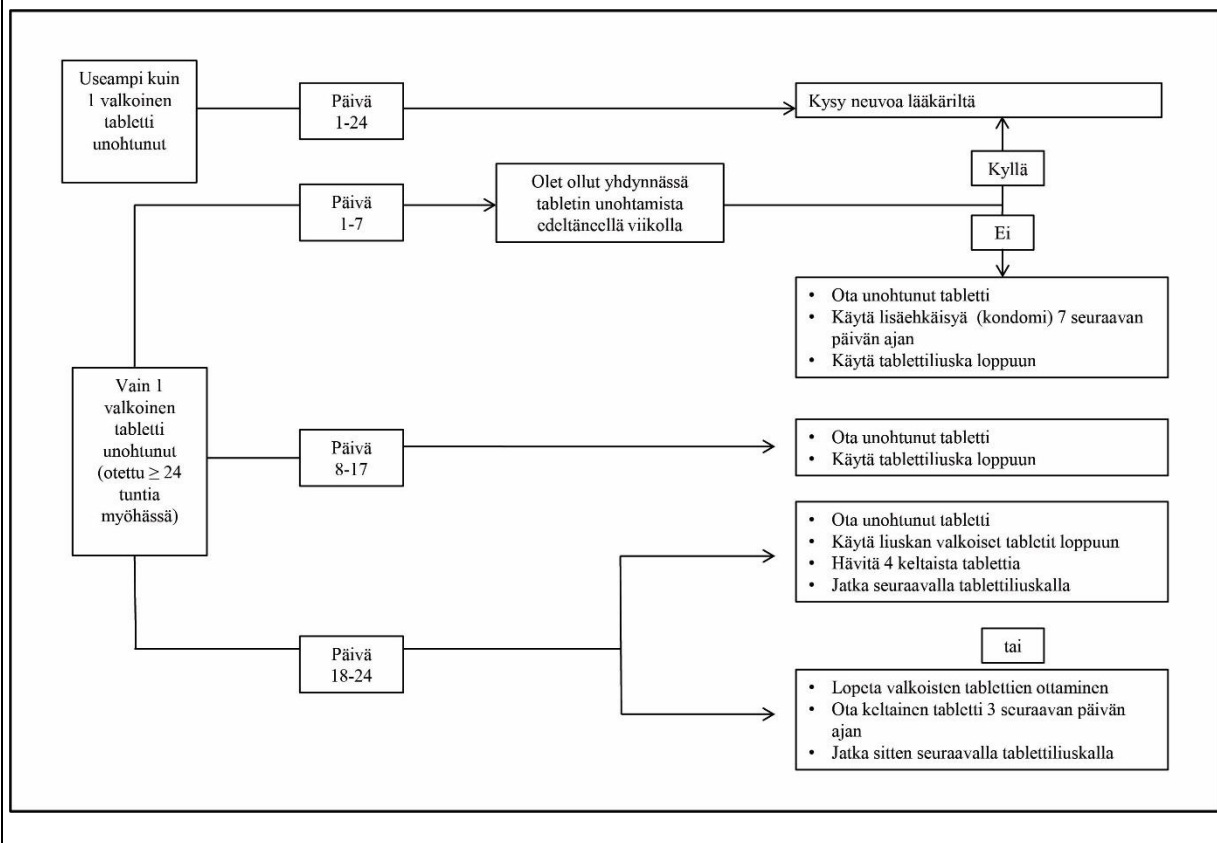 Useampi kuin
1 valkoinen
tabletti
unohtunut
Päivä
1-24
Kysy neuvoa lääkäriltä
Kyllä
Päivä
1-7
Olet ollut yhdynnässä
tabletin unohtamista
edeltäneellä viikolla
Ei
• Ota unohtunut tabletti
• Käytä lisäehkäisyä (kondomi) 7 seuraavan
päivän ajan
• Käytä tablettiliuska loppuun
Vain 1
valkoinen
tabletti
unohtunut
(otettu ≥ 24
tuntia
myöhässä)
Päivä
8-17
• Ota unohtunut tabletti
• Käytä tablettiliuska loppuun
Päivä
18-24
• Ota unohtunut tabletti
• Käytä liuskan valkoiset tabletit loppuun
• Hävitä 4 keltaista tablettia
• Jatka seuraavalla tablettiliuskalla
tai
• Lopeta valkoisten tablettien ottaminen
• Ota keltainen tabletti 3 seuraavan päivän
ajan
• Jatka sitten seuraavalla tablettiliuskalla